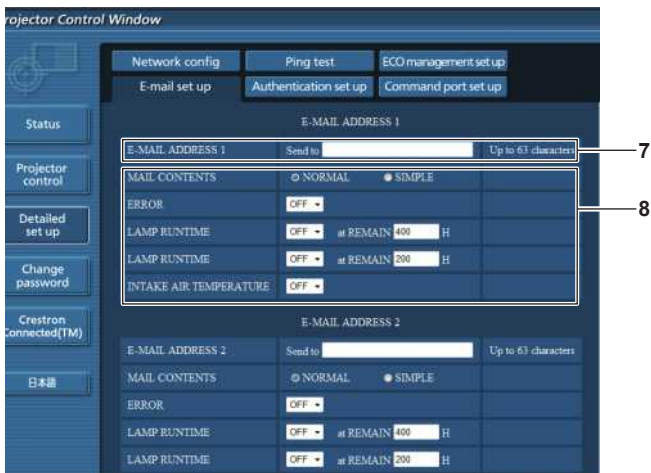 rojector Control Window
Network config Ping test ECO management set up
E-mail set up Authentication set up Command port set up
Status
Projector control
Detailed set up
Change password
Crestron Connected(TM)
日本語
E-MAIL ADDRESS 1
E-MAIL ADDRESS 1 Send to Up to 63 characters 7
MAIL CONTENTS NORMAL SIMPLE
ERROR OFF 8
LAMP RUNTIME OFF at REMAIN 400 H
LAMP RUNTIME OFF at REMAIN 200 H
INTAKE AIR TEMPERATURE OFF
E-MAIL ADDRESS 2
E-MAIL ADDRESS 2 Send to Up to 63 characters
MAIL CONTENTS NORMAL SIMPLE
ERROR OFF
LAMP RUNTIME OFF at REMAIN 400 H
LAMP RUNTIME OFF at REMAIN 200 H